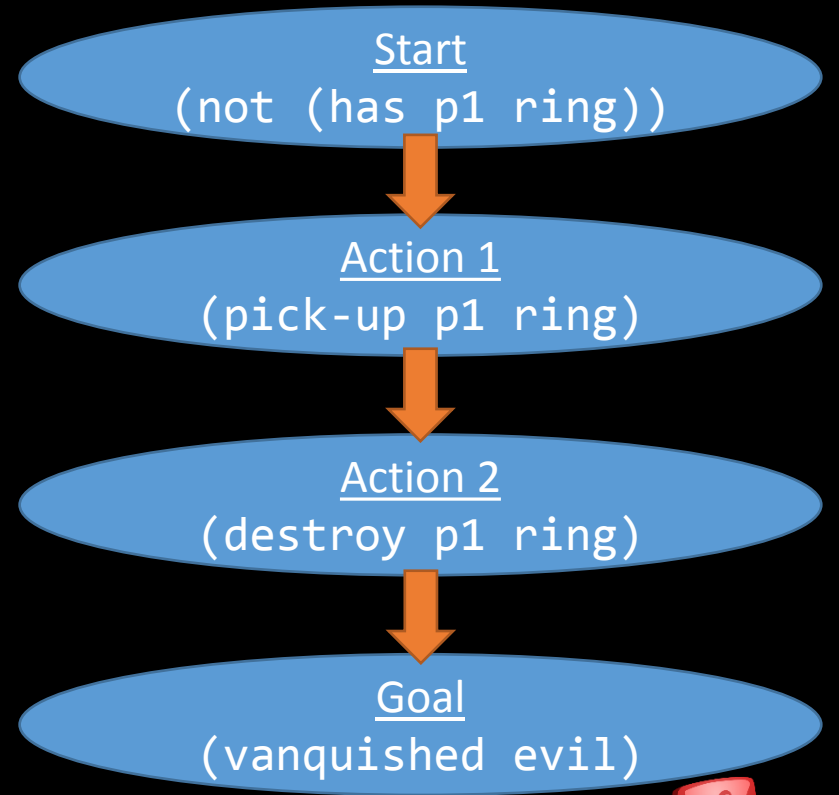 Start
(not (has p1 ring))
Action 1
(pick-up p1 ring)
Action 2
(destroy p1 ring)
Goal
(vanquished evil)